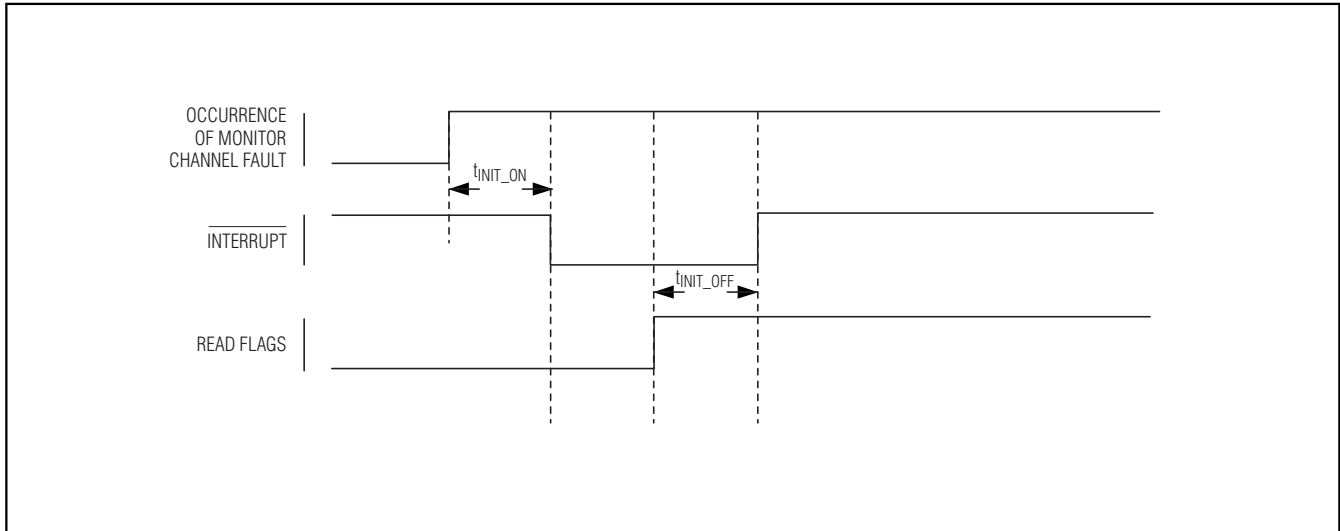 OCCURRENCE
OF MONITOR
CHANNEL FAULT
tINIT_ON
INTERRUPT
tINIT_OFF
READ FLAGS